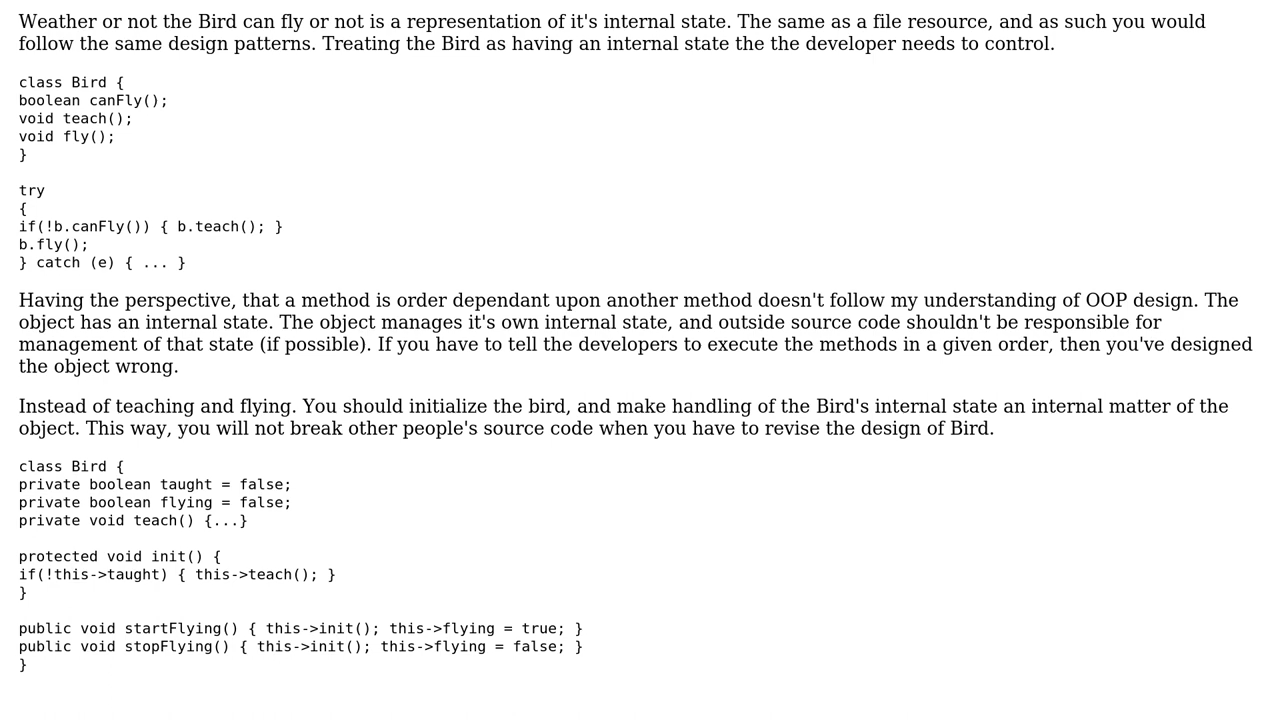 Weather or not the Bird can fly or not is a representation of it's internal state. The same as a file resource, and as such you would
follow the same design patterns. Treating the Bird as having an internal state the the developer needs to control.
class Bird {
boolean canFly();
void teach();
void fly();
}
try
{
if(!b.canFly()) { b.teach(); }
b.fly();
} catch (e) { ... }
Having the perspective, that a method is order dependant upon another method doesn't follow my understanding of OOP design. The
object has an internal state. The object manages it's own internal state, and outside source code shouldn't be responsible for
management of that state (if possible). If you have to tell the developers to execute the methods in a given order, then you've designed
the object wrong.
Instead of teaching and flying. You should initialize the bird, and make handling of the Bird's internal state an internal matter of the
object. This way, you will not break other people's source code when you have to revise the design of Bird.
class Bird {
private boolean taught = false;
private boolean flying = false;
private void teach() {...}
protected void init() {
if(!this->taught) { this->teach(); }
}
public void startFlying() { this->init(); this->flying = true; }
public void stopFlying() { this->init(); this->flying = false; }
}